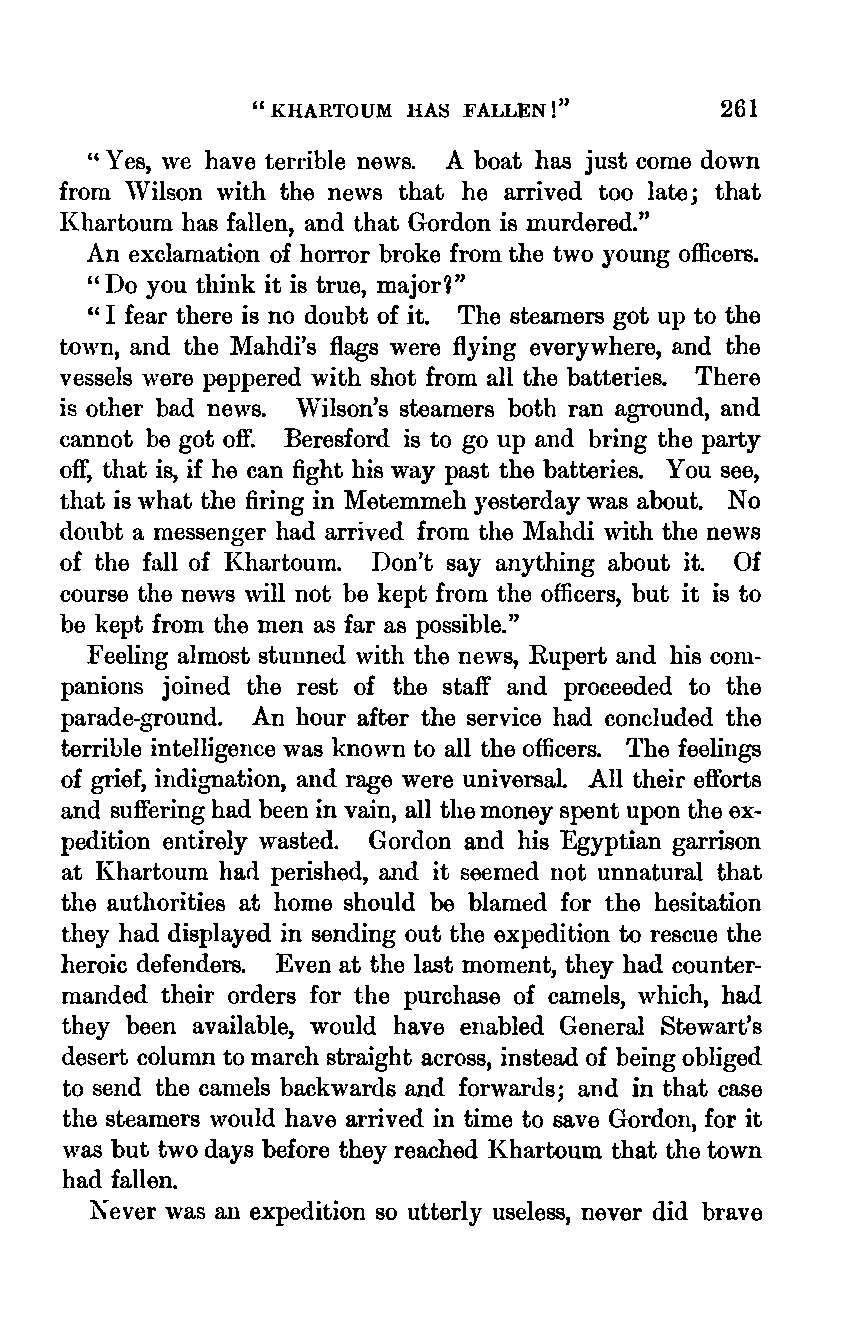 "KHARTOUM HAS FALLEN!" 261
"Yes, we have terrible news. A boat has just come down
from Wilson with the news that he arrived too late; that
Khartoum has fallen, and that Gordon is murdered."
An exclamation of horror broke from the two young officers.
"Do you think it is true, major?"
"I fear there is no doubt of it. The steamers got up to the
town, and the Mahdi's flags were flying everywhere, and the
vessels were peppered with shot from all the batteries. There
is other bad news. Wilson's steamers both ran aground, and
cannot be got off. Beresford is to go up and bring the party
off, that is, if he can fight his way past the batteries. You see,
that is what the firing in Metemmeh yesterday was about. No
doubt a messenger had arrived from the Mahdi with the news
of the fall of Khartoum. Don't say anything about it. Of
course the news will not be kept from the officers, but it is to
be kept from the men as far as possible."
Feeling almost stunned with the news, Rupert and his com-
panions joined the rest of the staff and proceeded to the
parade-ground. An hour after the service had concluded the
terrible intelligence was known to all the officers. The feelings
of grief, indignation, and rage were universal. All their efforts
and suffering had been in vain, all the money spent upon the ex-
pedition entirely wasted. Gordon and his Egyptian garrison
at Khartoum had perished, and it seemed not unnatural that
the authorities at home should be blamed for the hesitation
they had displayed in sending out the expedition to rescue the
heroic defenders. Even at the last moment, they had counter-
manded their orders for the purchase of camels, which, had
they been available, would have enabled General Stewart's
desert column to march straight across, instead of being obliged
to send the camels backwards and forwards; and in that case
the steamers would have arrived in time to save Gordon, for it
was but two days before they reached Khartoum that the town
had fallen.
Never was an expedition so utterly useless, never did brave